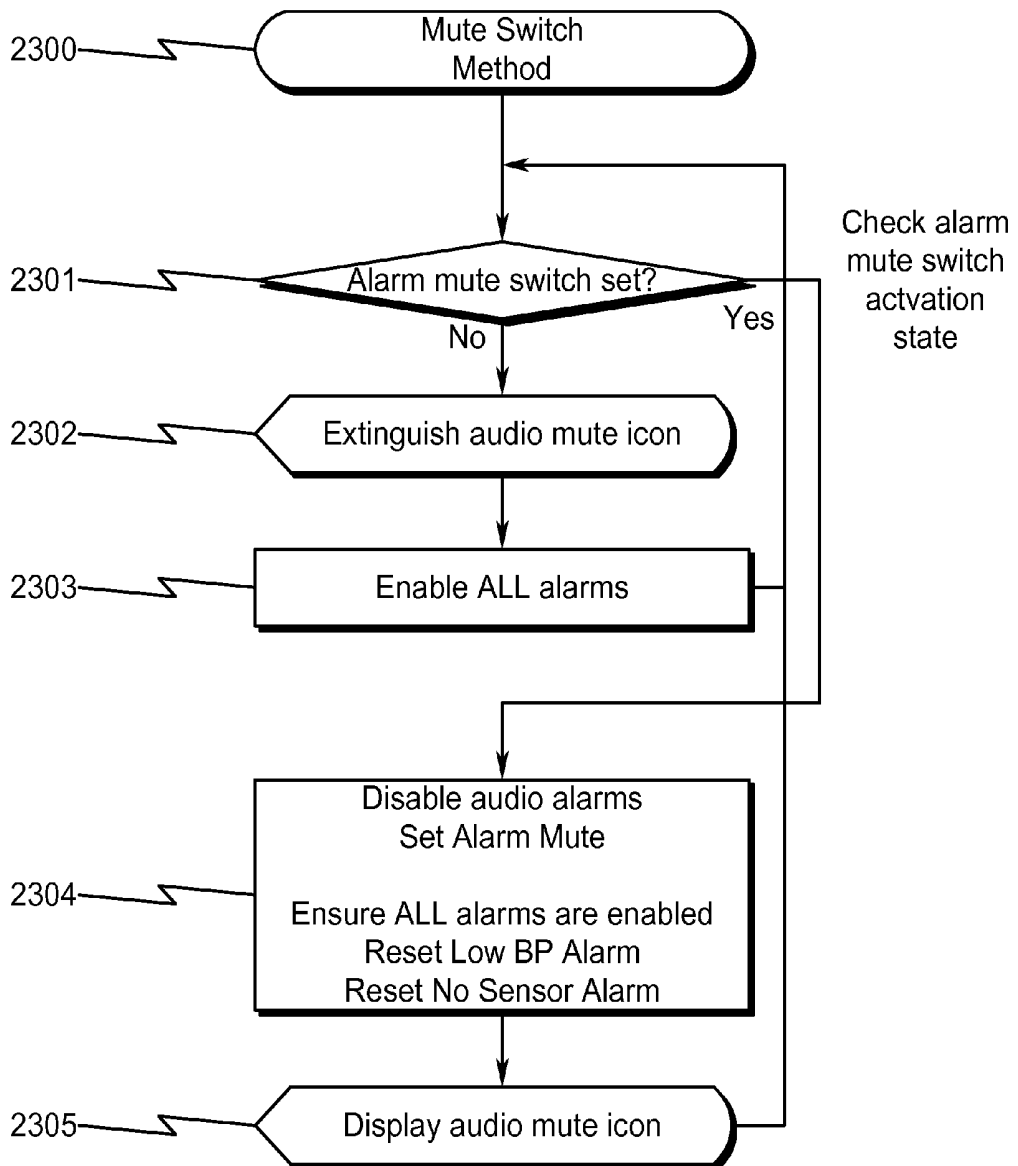 2300
Mute Switch
Method
2301
Alarm mute switch set?
Yes
No
Check alarm
mute switch
actvation
state
2302
Extinguish audio mute icon
2303
Enable ALL alarms
2304
Disable audio alarms
Set Alarm Mute
Ensure ALL alarms are enabled
Reset Low BP Alarm
Reset No Sensor Alarm
2305
Display audio mute icon